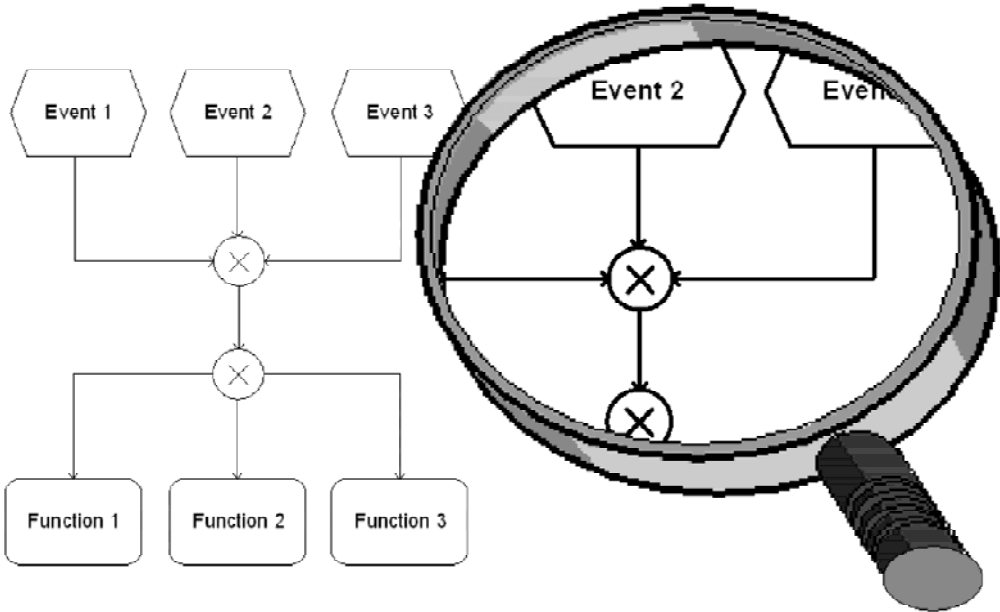 Event 1
Event 2
Event 3
Event 2
Function 1
Function 2
Function 3